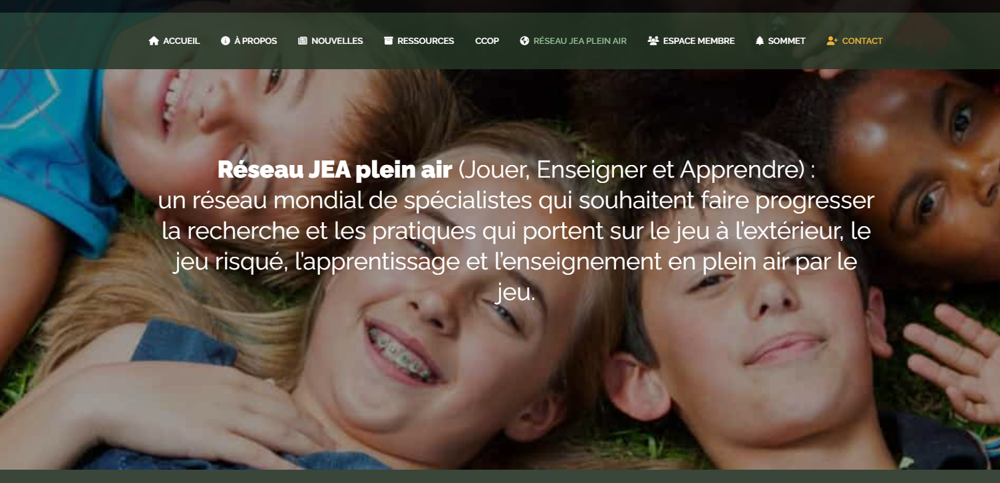 ACCUEIL À PROPOS NOUVELLES RESSOURCES CCOP RÉSEAU JEA PLEIN AIR ESPACE MEMBRE SOMMET CONTACT
Réseau JEA plein air (Jouer, Enseigner et Apprendre) :
un réseau mondial de spécialistes qui souhaitent faire progresser
la recherche et les pratiques qui portent sur le jeu à l’extérieur, le
jeu risqué, l’apprentissage et l’enseignement en plein air par le
jeu.